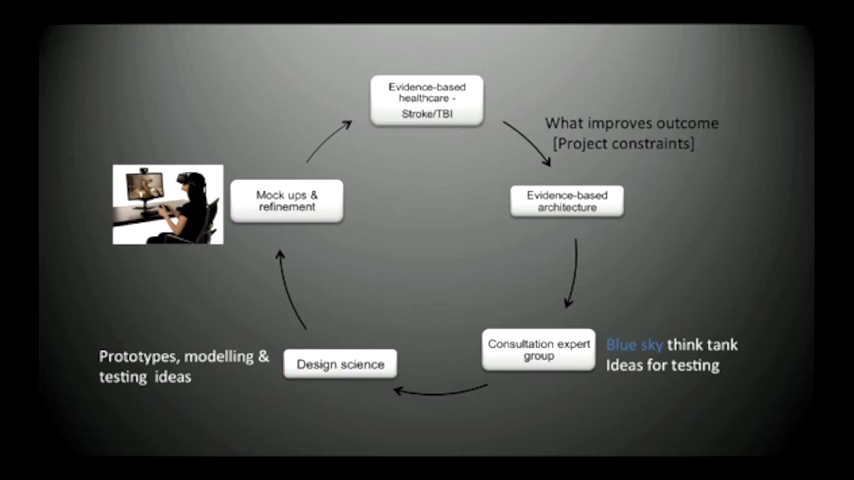 Evidence-based
healthcare -
Stroke/TBI
What improves outcome
[Project constraints]
Evidence-based
architecture
Consultation expert
group
Blue sky think tank
Ideas for testing
Design science
Prototypes, modelling &
testing ideas
Mock ups &
refinement